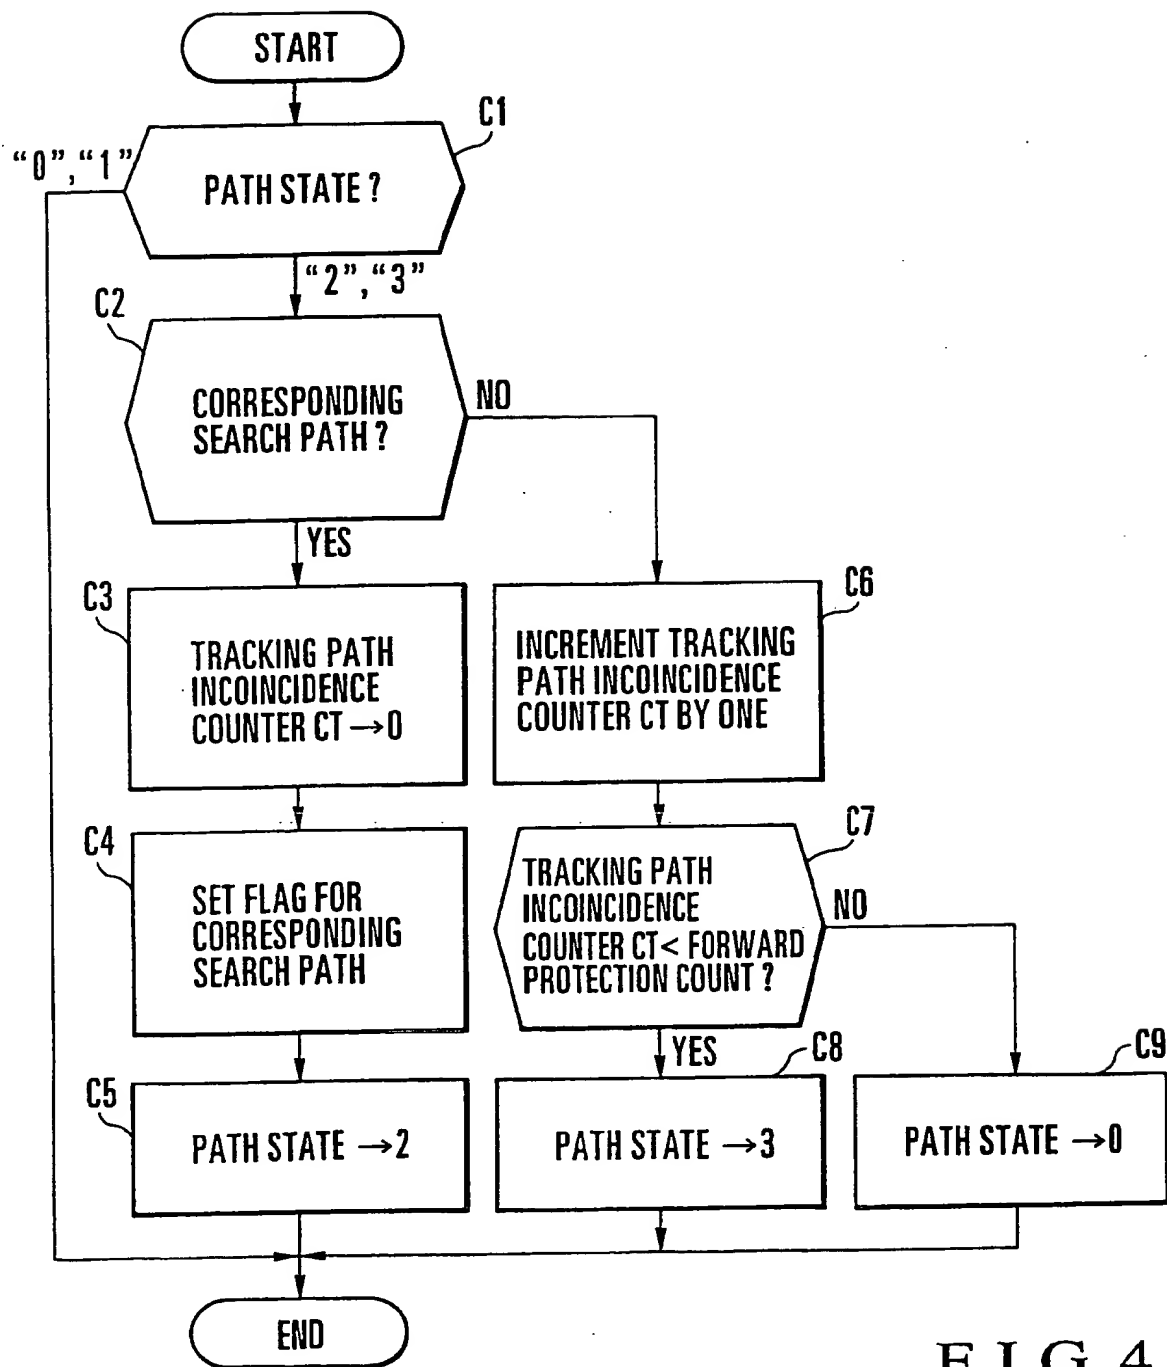 START
C1
"0","1"
PATH STATE ?
"2","3"
C2
CORRESPONDING
SEARCH PATH ?
NO
YES
C3
TRACKING PATH
INCOINCIDENCE
COUNTER CT →0
C6
INCREMENT TRACKING
PATH INCOINCIDENCE
COUNTER CT BY ONE
C4
SET FLAG FOR
CORRESPONDING
SEARCH PATH
C7
TRACKING PATH
INCOINCIDENCE
COUNTER CT< FORWARD
PROTECTION COUNT ?
NO
YES
C5
PATH STATE →2
C8
PATH STATE →3
C9
PATH STATE →0
END
FIG.4